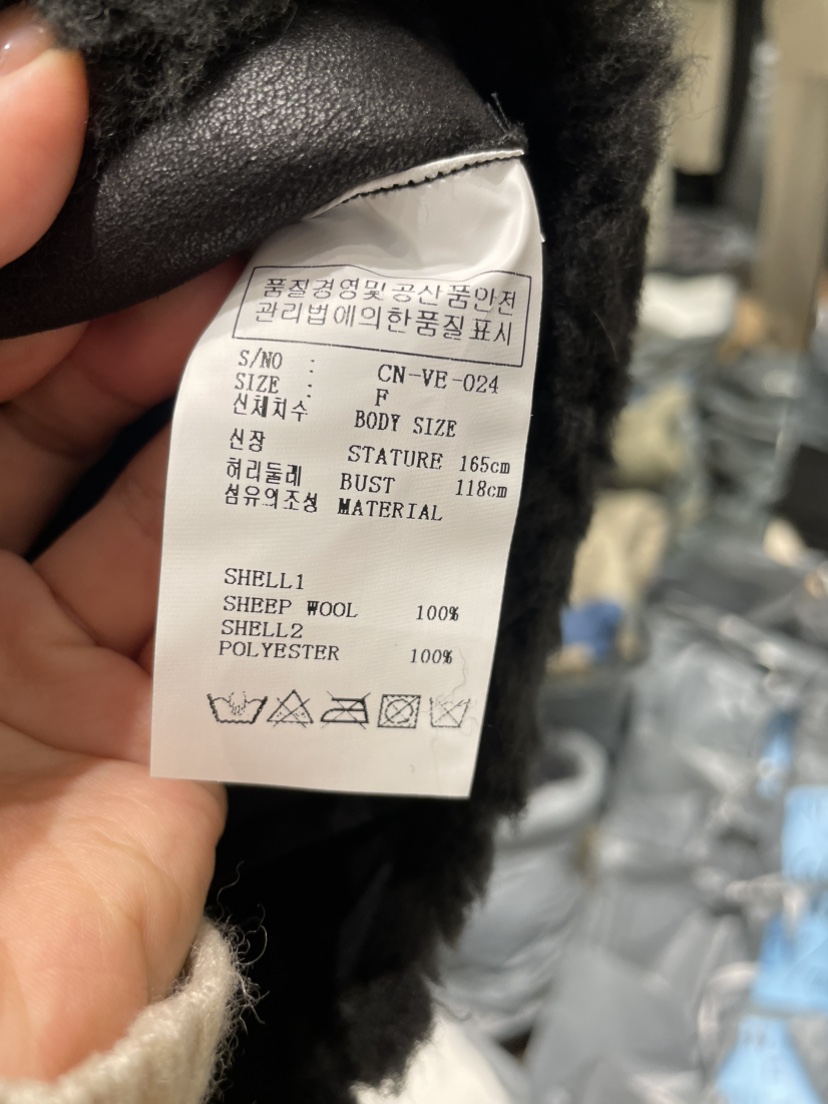 품질경영및공산품안전
관리법에의한품질표시
S/NO : CN-VE-024
SIZE : F
신체치수 BODY SIZE
신장 STATURE 165cm
허리둘레 BUST 118cm
섬유의조성 MATERIAL
SHELL1
SHEEP WOOL 100%
SHELL2
POLYESTER 100%